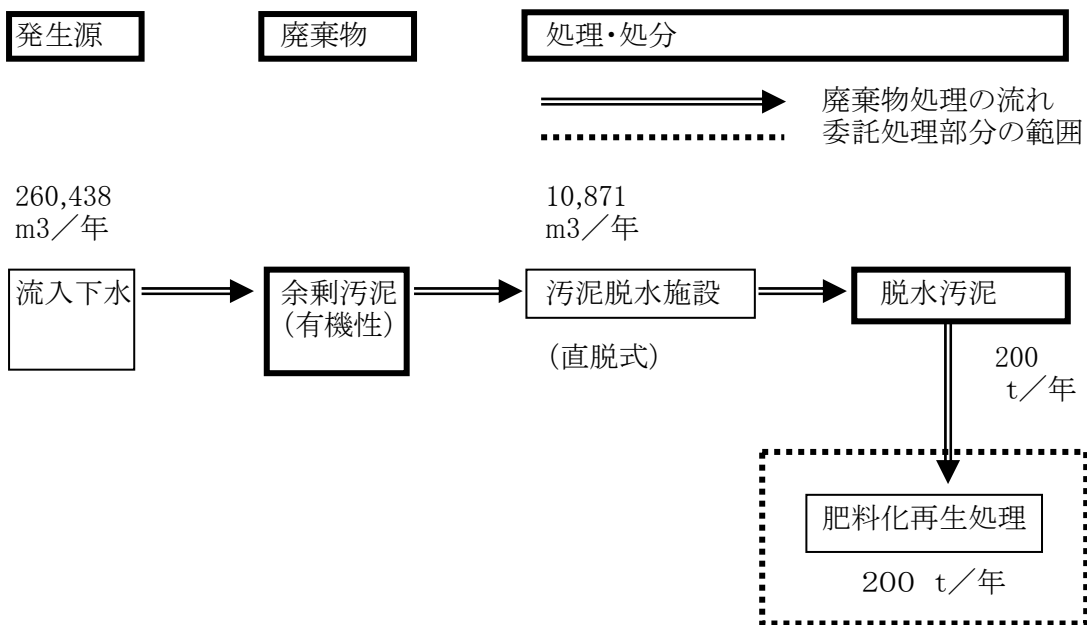 発生源
廃棄物
処理・処分
廃棄物処理の流れ
委託処理部分の範囲
260,438
m3／年
10,871
m3／年
流入下水
余剰汚泥
（有機性）
汚泥脱水施設
（直脱式）
脱水汚泥
200
t／年
肥料化再生処理
２００ t／年